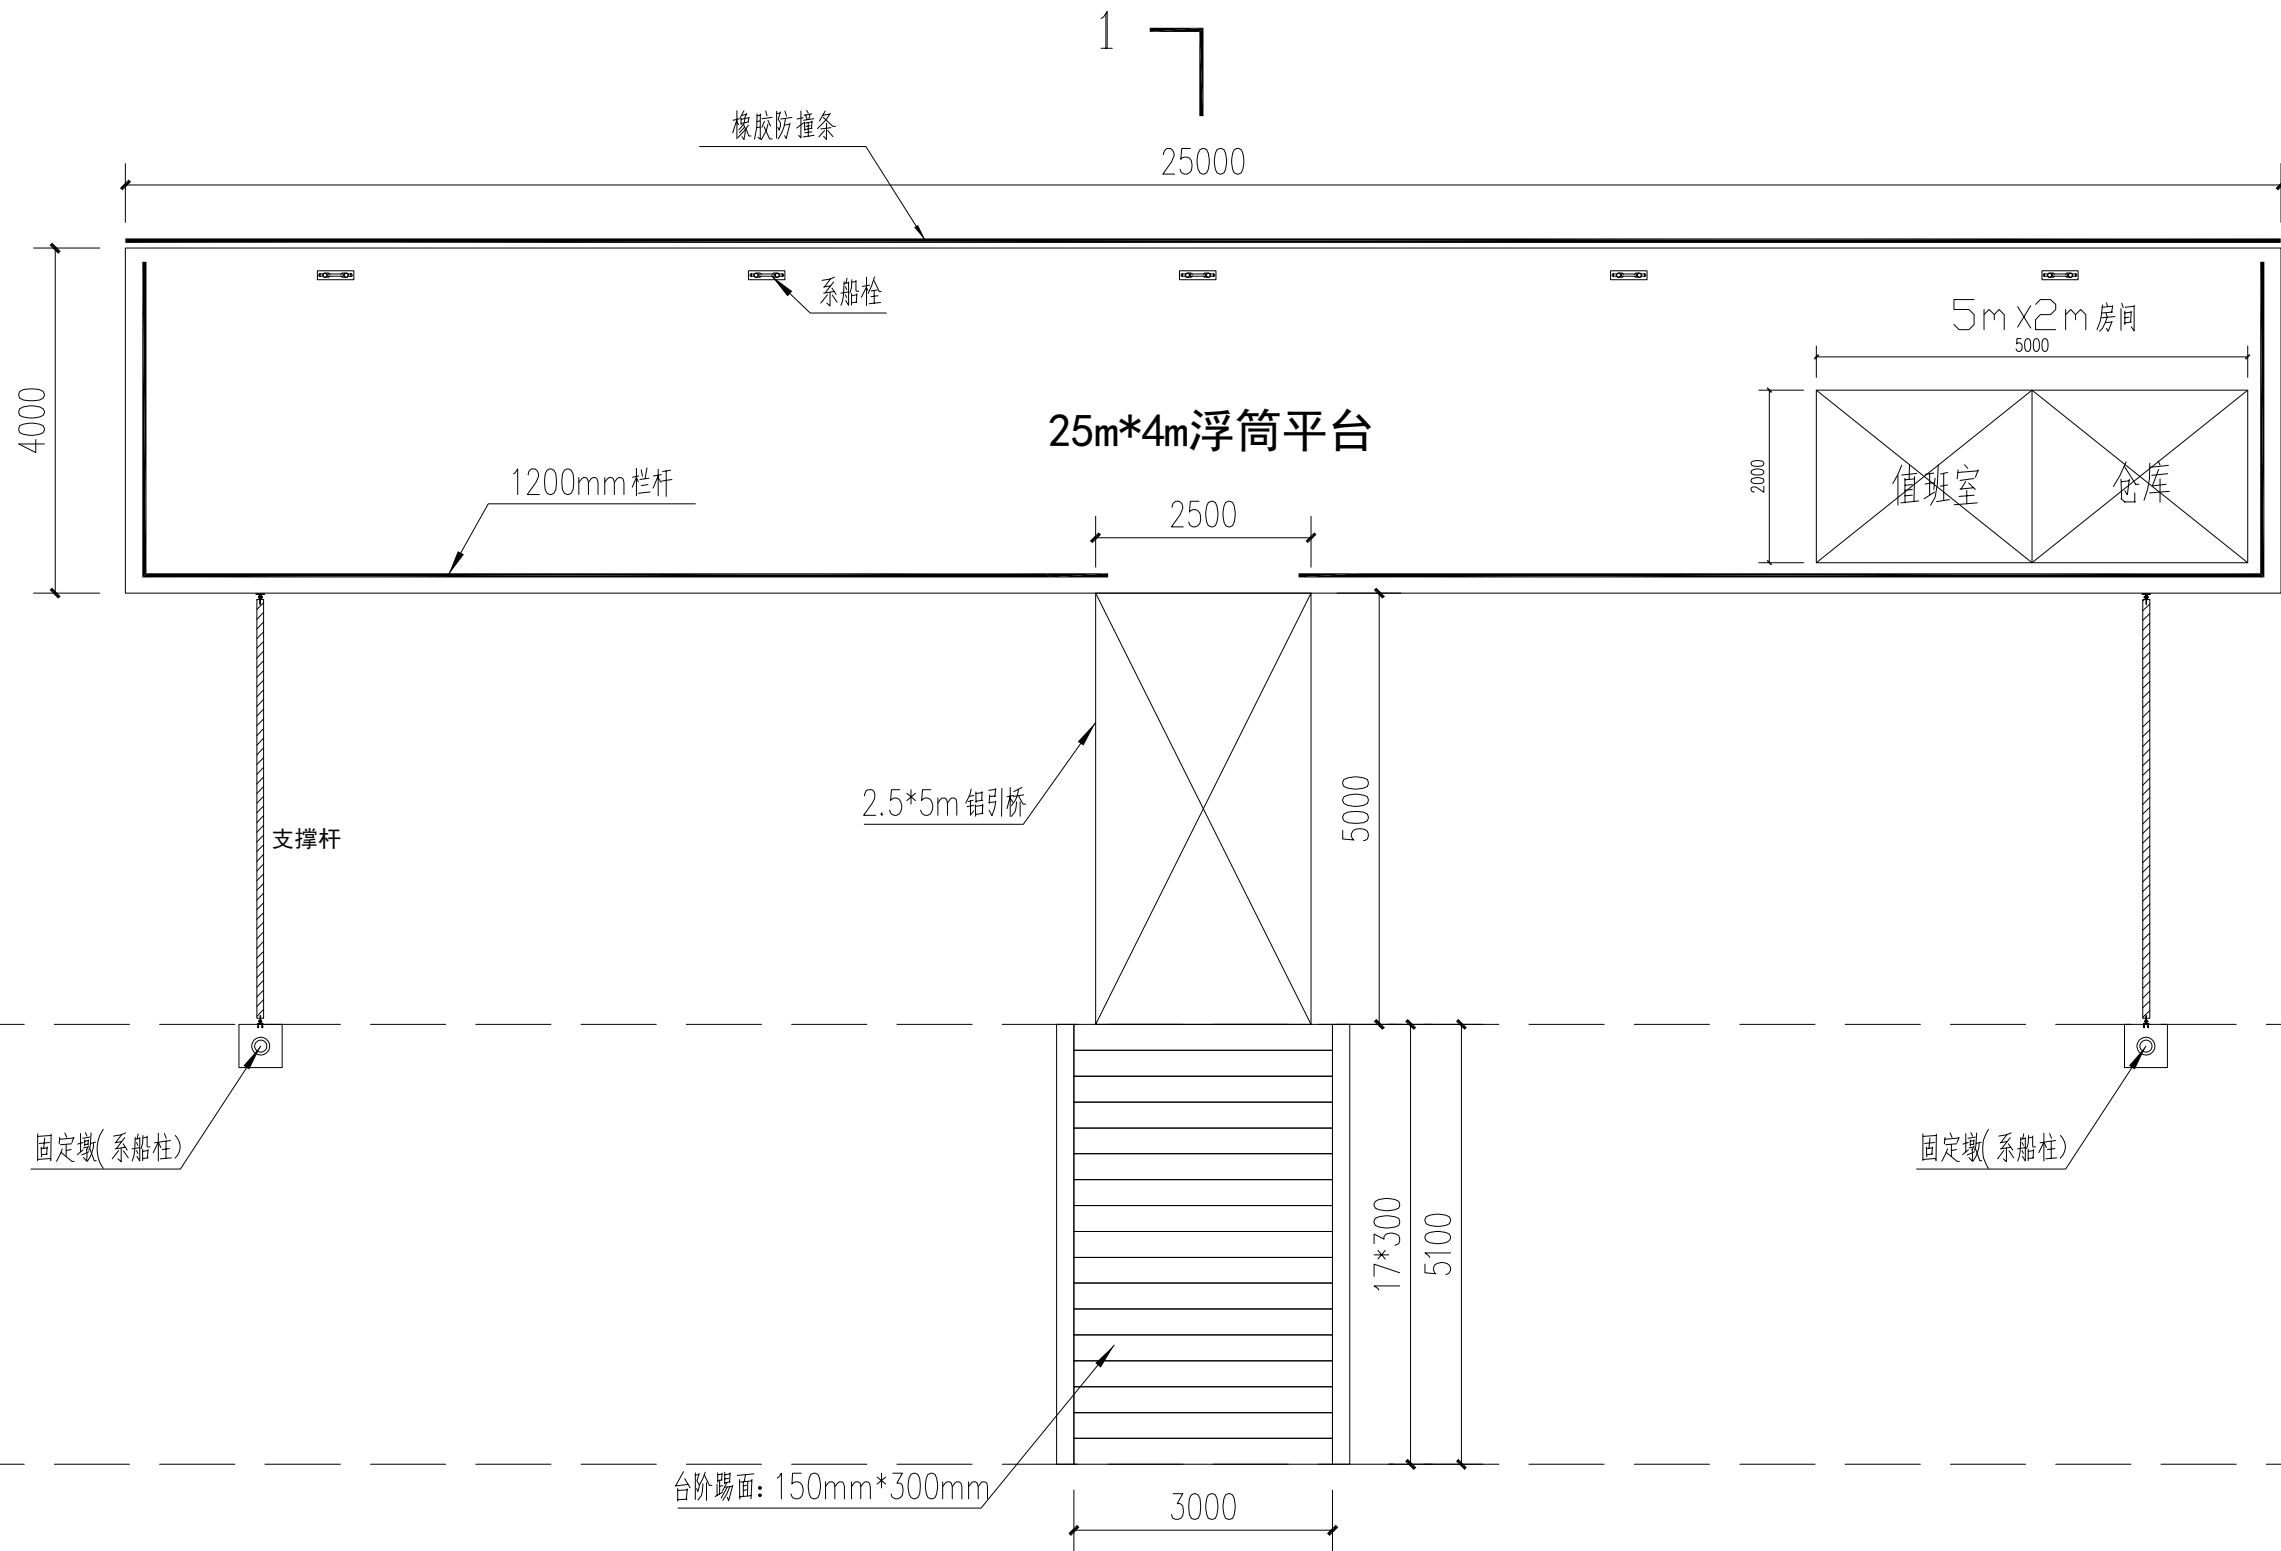 1
橡胶防撞条
25000
系船栓
5m x2m 房间
5000
4000
25m*4m浮筒平台
1200mm栏杆
2000
值班室
仓库
2500
2.5*5m铝引桥
5000
支撑杆
固定墩(系船柱)
固定墩(系船柱)
17*300
5100
台阶踢面：150mm*300mm
3000